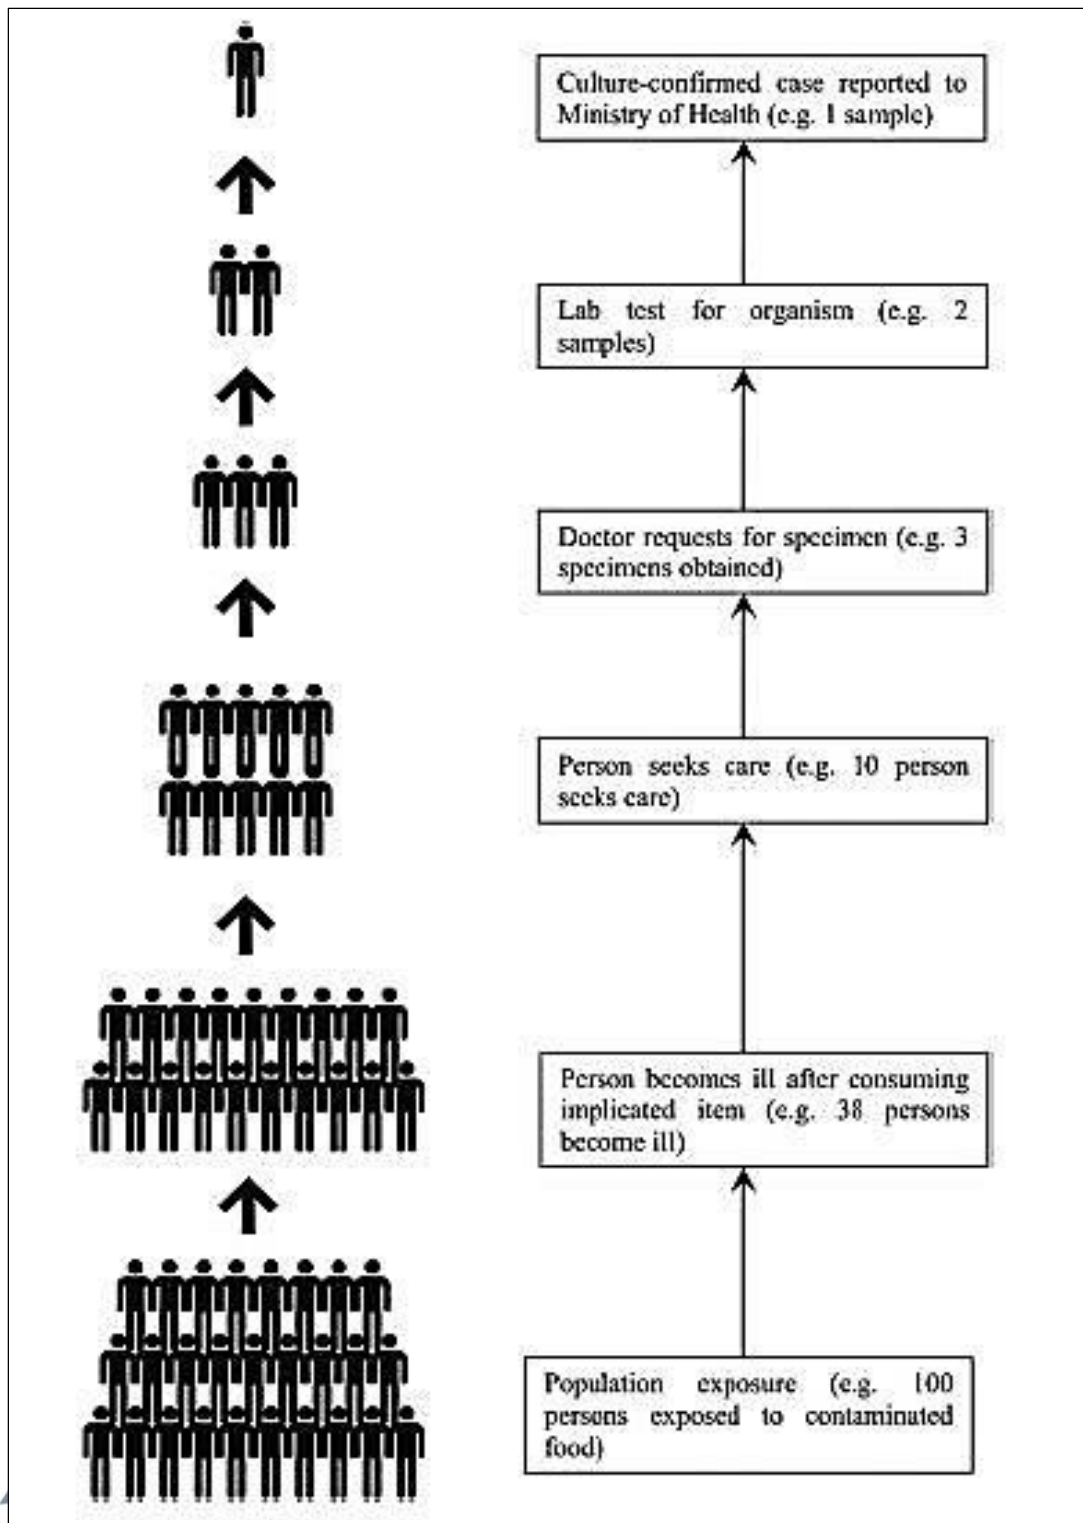 Culture-confirmed case reported to
Ministry of Health (e.g. 1 sample)
Lab test for organism (e.g. 2
samples)
Doctor requests for specimen (e.g. 3
specimens obtained)
Person seeks care (e.g. 10 person
seeks care)
Person becomes ill after consuming
implicated item (e.g. 38 persons
become ill)
Population exposure (e.g. 100
persons exposed to contaminated
food)